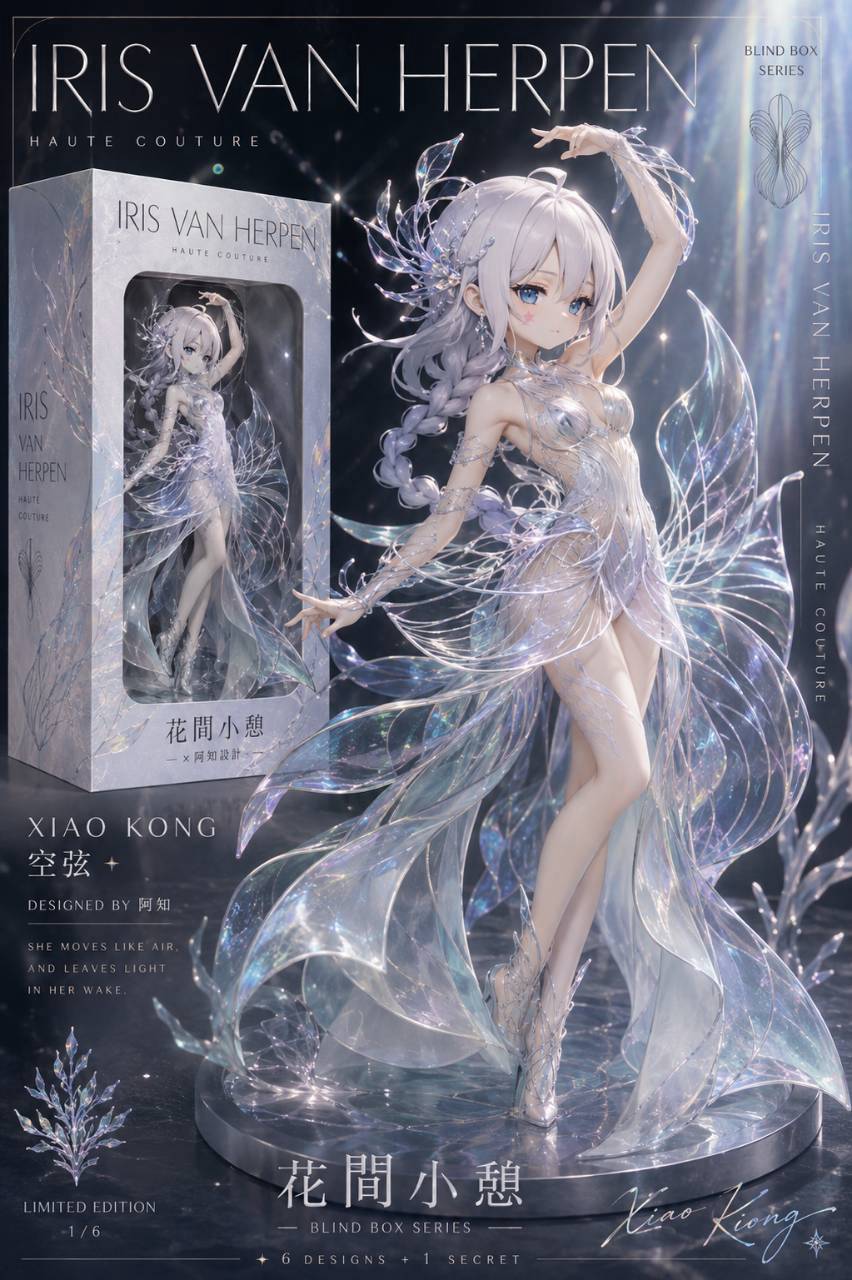 IRIS VAN HERPEN
HAUTE COUTURE
BLIND BOX
SERIES
IRIS VAN HERPEN
HAUTE COUTURE
IRIS VAN HERPEN
HAUTE COUTURE
IRIS
VAN
HERPEN
HAUTE
COUTURE
花間小憩
— × 阿知設計 —
XIAO KONG
空弦
DESIGNED BY 阿知
SHE MOVES LIKE AIR,
AND LEAVES LIGHT
IN HER WAKE.
LIMITED EDITION
1/6
花間小憩
— BLIND BOX SERIES —
6 DESIGNS + 1 SECRET
Xiao Kiong